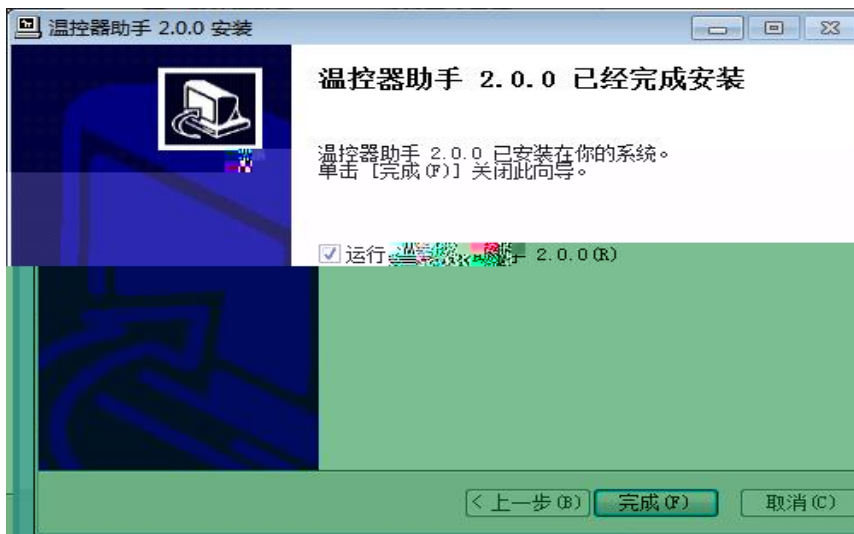 温控器助手 2.0.0 安装
温控器助手 2.0.0 已经完成安装
温控器助手 2.0.0 已安装在你的系统。
单击 [完成(F)] 关闭此向导。
运行 助手 2.0.0(R)
< 上一步(B)
完成(F)
取消(C)